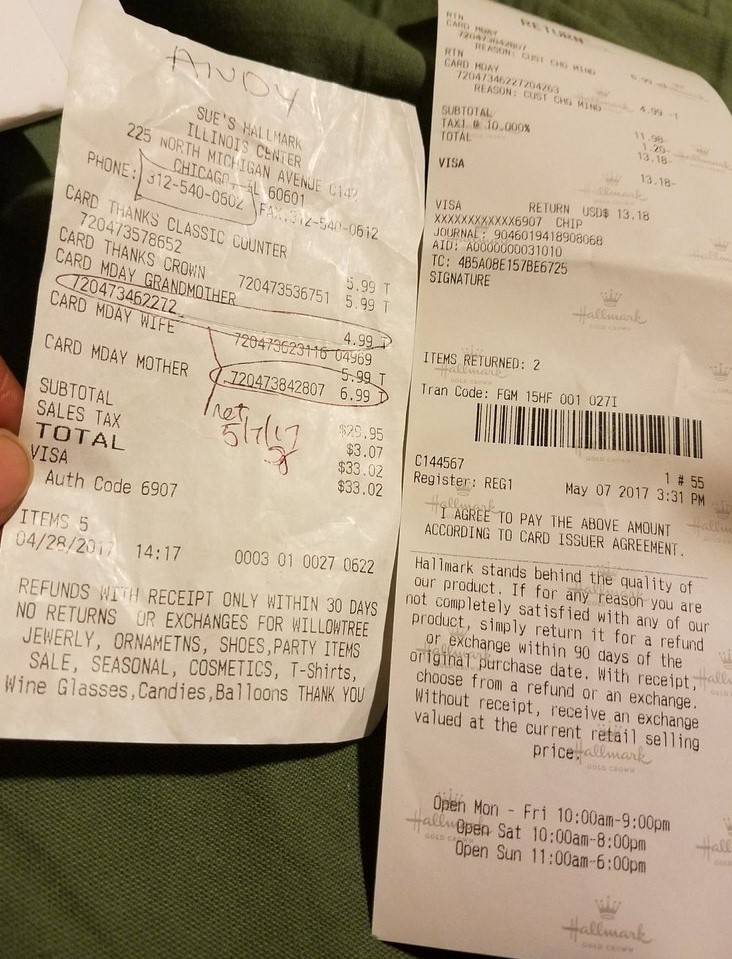 ANDY
SUE'S HALLMARK
ILLINOIS CENTER
225 NORTH MICHIGAN AVENUE C142
CHICAGO, IL 60601
PHONE: 312-540-0602 FAX:312-540-0612
CARD THANKS CLASSIC COUNTER
720473578652 5.99 T
CARD THANKS CROWN
720473536751 5.99 T
CARD MDAY GRANDMOTHER
720473462272 4.99 T
CARD MDAY WIFE
720473623116 04969
5.99 T
CARD MDAY MOTHER
720473842807 6.99 T
SUBTOTAL $29.95
SALES TAX $3.07
TOTAL $33.02
VISA $33.02
Auth Code 6907
ret
5/7/17
ITEMS 5
04/28/2017 14:17 0003 01 0027 0622
REFUNDS WITH RECEIPT ONLY WITHIN 30 DAYS
NO RETURNS OR EXCHANGES FOR WILLOWTREE
JEWERLY, ORNAMETNS, SHOES,PARTY ITEMS
SALE, SEASONAL, COSMETICS, T-Shirts,
Wine Glasses,Candies,Balloons THANK YOU
RETURN
RTN
CARD MDAY
720473842807 6.99 -T
REASON: CUST CHG MIND
RTN
CARD MDAY
72047346227204263 4.99 -T
REASON: CUST CHG MIND
SUBTOTAL 11.98-
TAX1 @ 10.000% 1.20-
TOTAL 13.18-
VISA 13.18-
VISA RETURN USD$ 13.18
XXXXXXXXXXXX6907 CHIP
JOURNAL: 9046019418908068
AID: A0000000031010
TC: 4B5A08E157BE6725
SIGNATURE
Hallmark
GOLD CROWN
ITEMS RETURNED: 2
Tran Code: FGM 15HF 001 027I
C144567 1 # 55
Register: REG1 May 07 2017 3:31 PM
I AGREE TO PAY THE ABOVE AMOUNT
ACCORDING TO CARD ISSUER AGREEMENT.
Hallmark stands behind the quality of
our product. If for any reason you are
not completely satisfied with any of our
product, simply return it for a refund
or exchange within 90 days of the
original purchase date. With receipt,
choose from a refund or an exchange.
Without receipt, receive an exchange
valued at the current retail selling
price.
Hallmark
GOLD CROWN
Open Mon - Fri 10:00am-9:00pm
Open Sat 10:00am-8:00pm
Open Sun 11:00am-6:00pm
Hallmark
GOLD CROWN